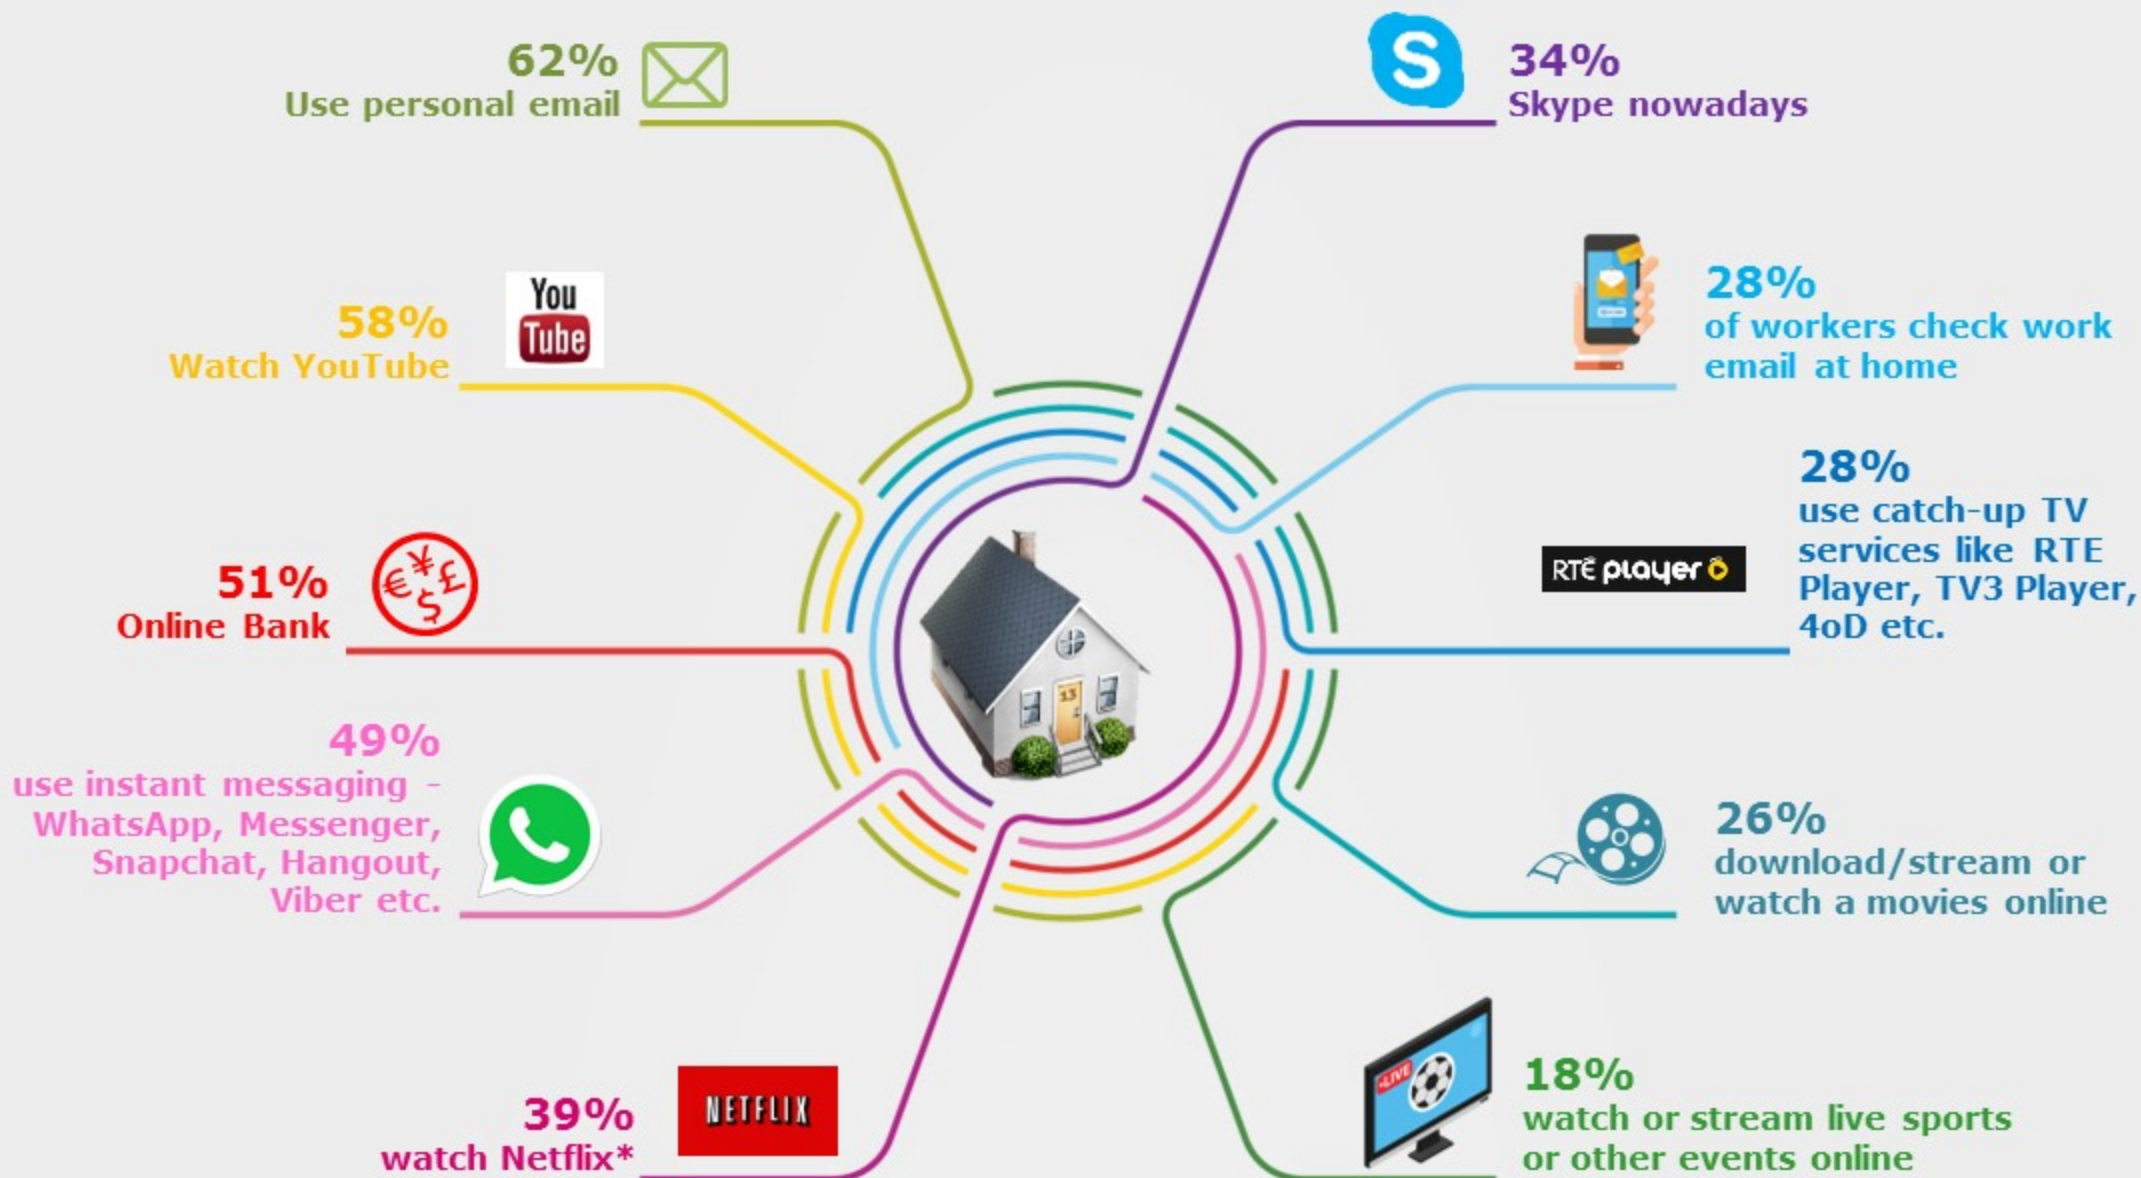 62%
Use personal email
34%
Skype nowadays
58%
Watch YouTube
You
Tube
28%
of workers check work
email at home
51%
Online Bank
€ ¥ £
$
28%
use catch-up TV
services like RTE
Player, TV3 Player,
4oD etc.
RTÉ player
13
49%
use instant messaging -
WhatsApp, Messenger,
Snapchat, Hangout,
Viber etc.
26%
download/stream or
watch a movies online
39%
watch Netflix*
NETFLIX
LIVE
18%
watch or stream live sports
or other events online